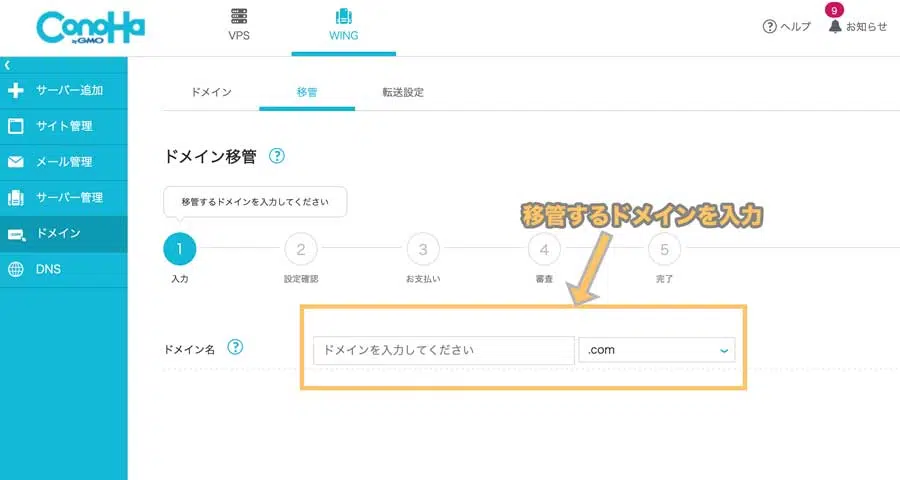 ConoHa
by GMO
VPS
WING
ヘルプ
9
お知らせ
サーバー追加
サイト管理
メール管理
サーバー管理
ドメイン
DNS
ドメイン
移管
転送設定
ドメイン移管
?
移管するドメインを入力してください
移管するドメインを入力
1
2
3
4
5
入力
設定確認
お支払い
審査
完了
ドメイン名
?
ドメインを入力してください
.com